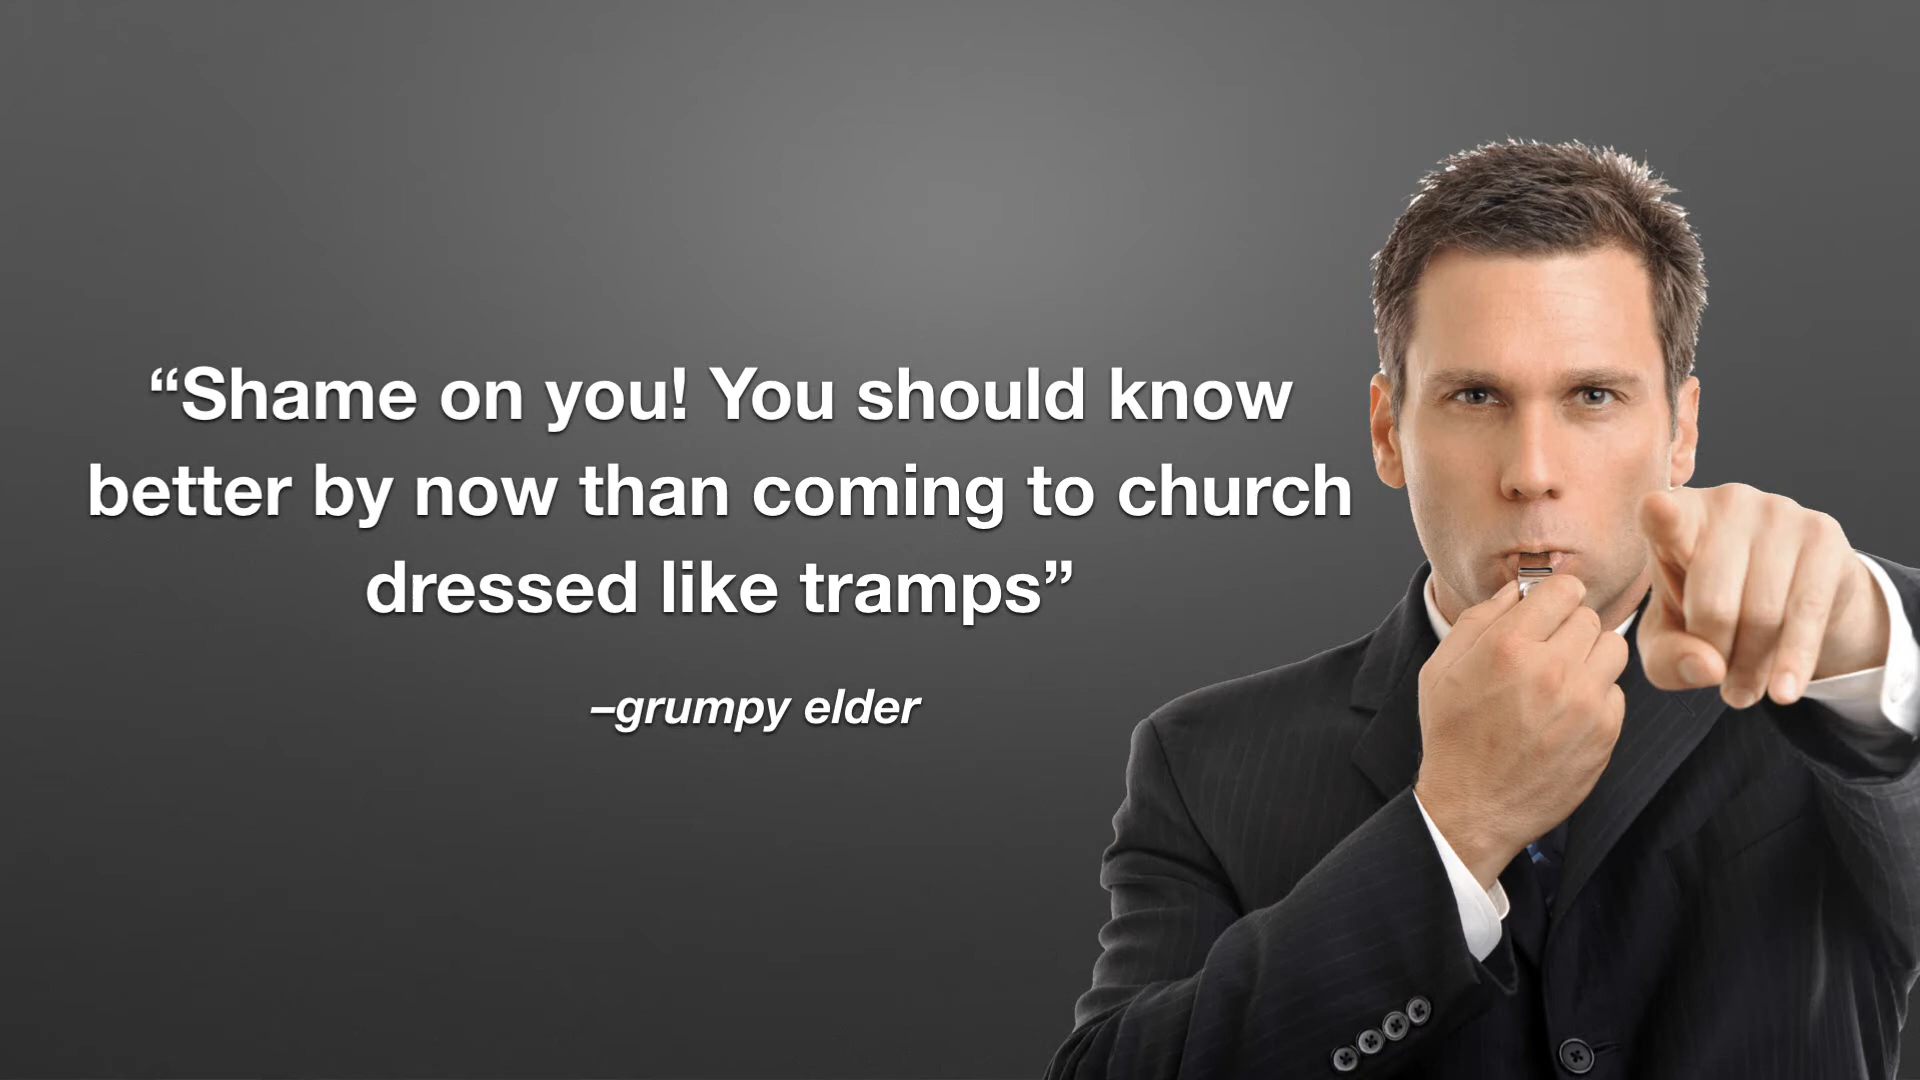 “Shame on you! You should know
better by now than coming to church
dressed like tramps”
–grumpy elder